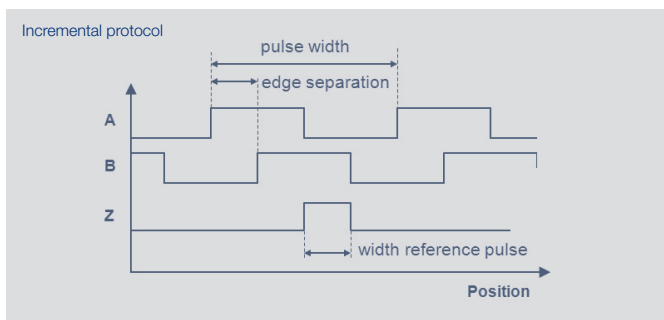 Incremental protocol
pulse width
edge separation
A
B
Z
width reference pulse
Position